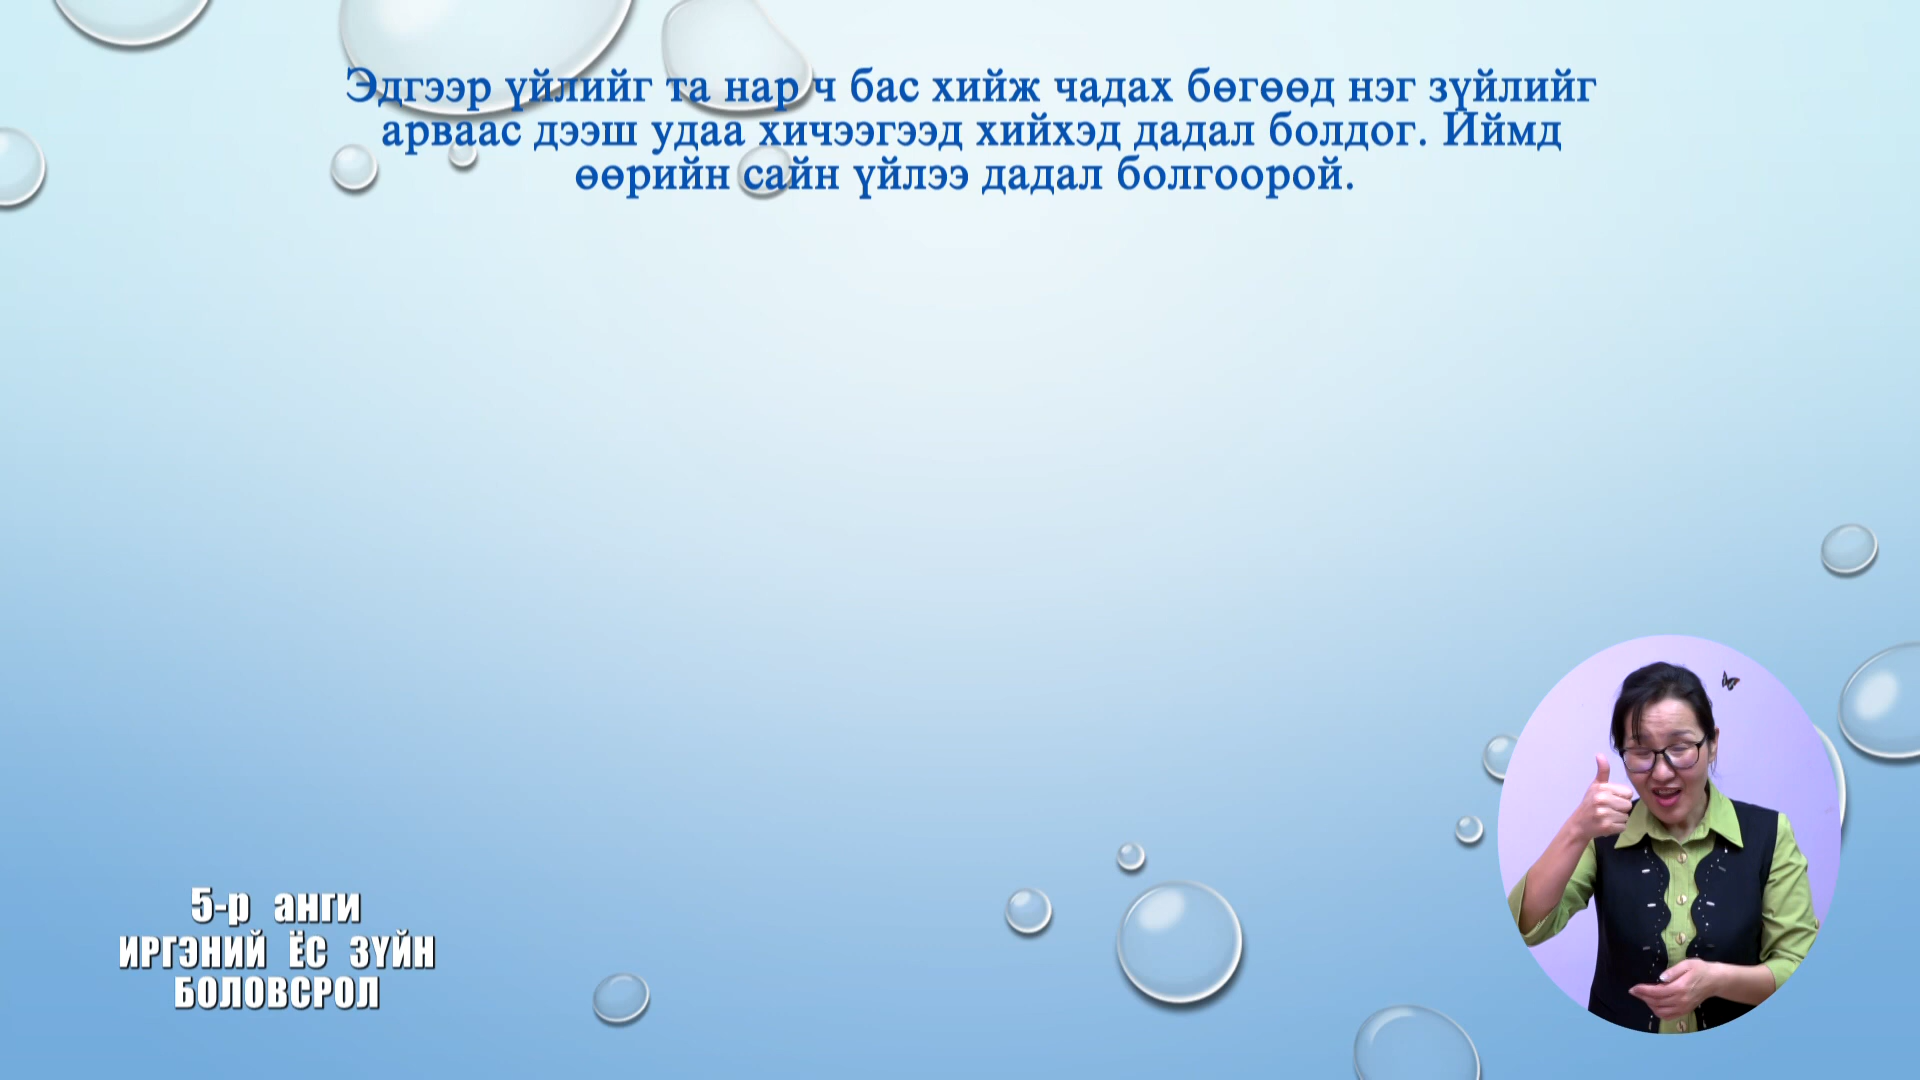 Эдгээр үйлийг та нар ч бас хийж чадах бөгөөд нэг зүйлийг
арваас дээш удаа хичээгээд хийхэд дадал болдог. Иймд
өөрийн сайн үйлээ дадал болгоорой.
5-р анги
ИРГЭНИЙ ЁС ЗҮЙН
БОЛОВСРОЛ